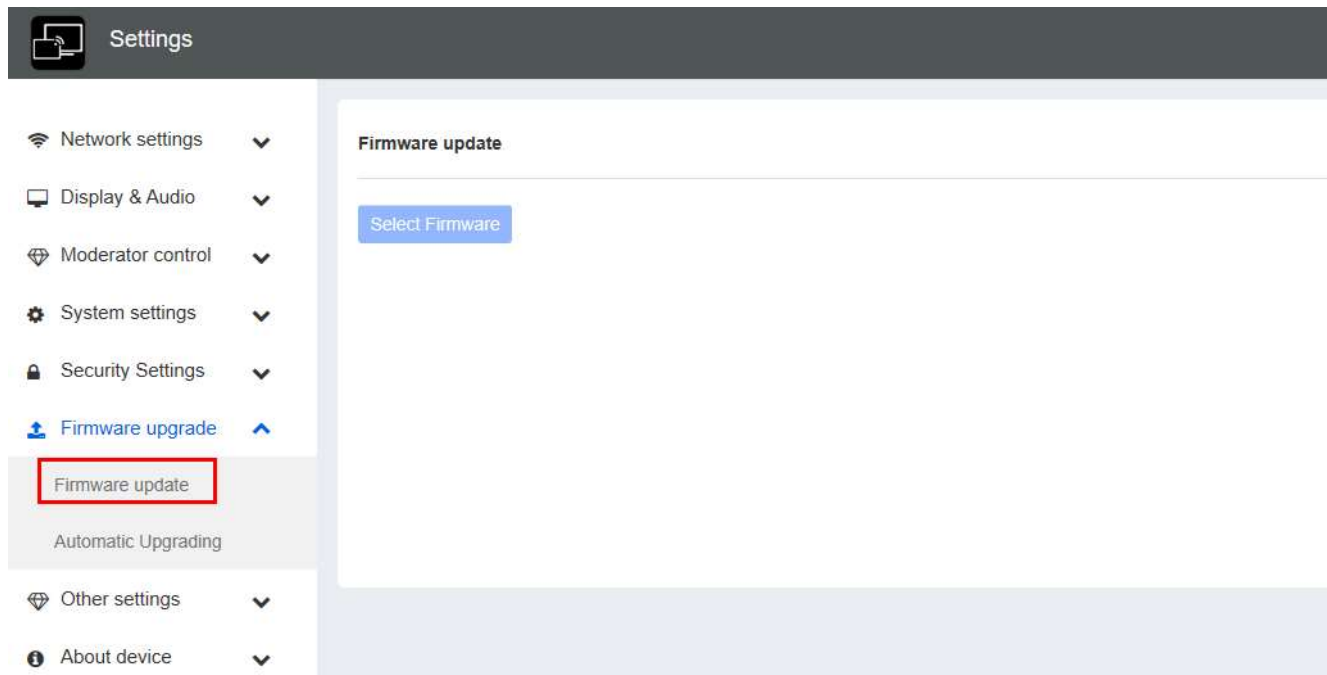 Settings
Network settings
Display & Audio
Moderator control
System settings
Security Settings
Firmware upgrade
Firmware update
Automatic Upgrading
Other settings
About device
Firmware update
Select Firmware